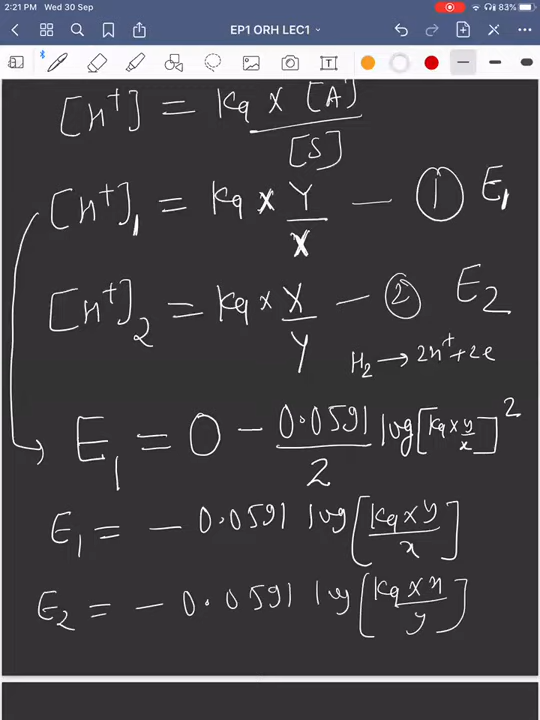 2:21 PM Wed 30 Sep 83%
EP1 ORH LEC1
T
[H⁺] = Ka × [A]/[S]
[H⁺]₁ = Ka × Y/X — ① E₁
[H⁺]₂ = Ka × X/Y — ② E₂
H₂ → 2H⁺ + 2e
E₁ = 0 - 0.0591/2 log[Ka × y/x]²
E₁ = - 0.0591 log[Ka × y/x]
E₂ = - 0.0591 log[Ka × x/y]